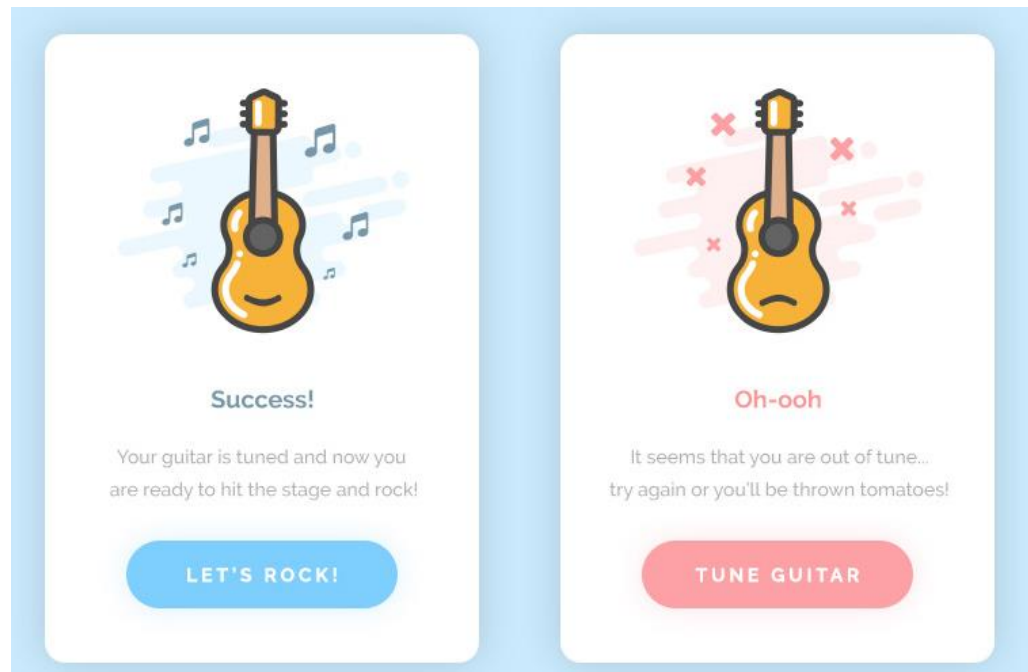 Success!
Your guitar is tuned and now you
are ready to hit the stage and rock!
LET'S ROCK!
Oh-ooh
It seems that you are out of tune...
try again or you'll be thrown tomatoes!
TUNE GUITAR